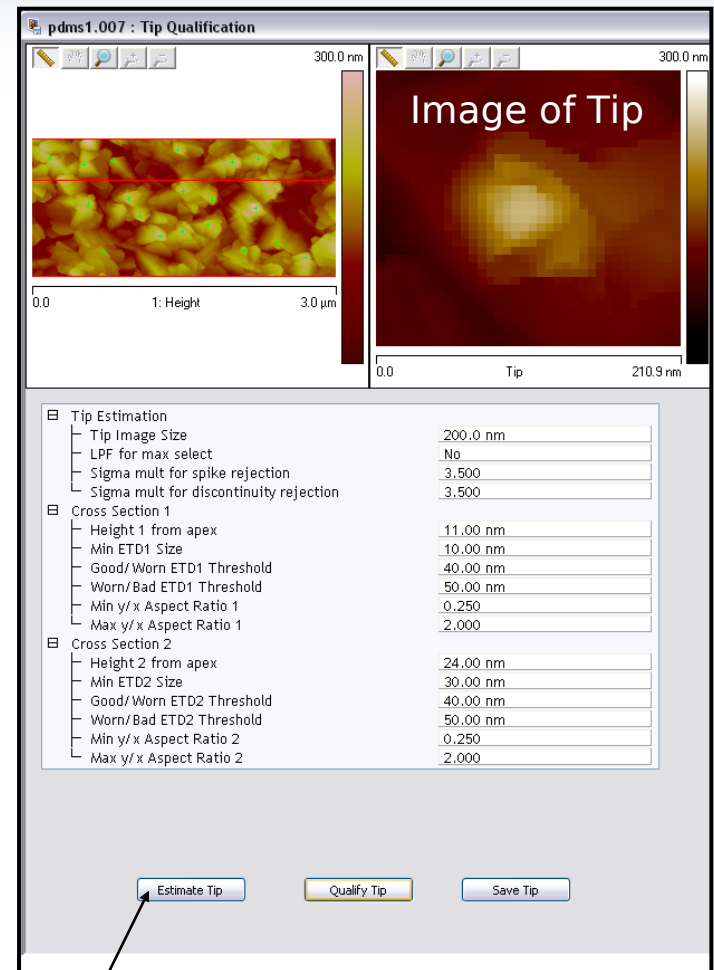 pdms1.007 : Tip Qualification
300.0 nm
300.0 nm
Image of Tip
0.0 1: Height 3.0 µm
0.0 Tip 210.9 nm
Tip Estimation
Tip Image Size 200.0 nm
LPF for max select No
Sigma mult for spike rejection 3.500
Sigma mult for discontinuity rejection 3.500
Cross Section 1
Height 1 from apex 11.00 nm
Min ETD1 Size 10.00 nm
Good/Worn ETD1 Threshold 40.00 nm
Worn/Bad ETD1 Threshold 50.00 nm
Min y/x Aspect Ratio 1 0.250
Max y/x Aspect Ratio 1 2.000
Cross Section 2
Height 2 from apex 24.00 nm
Min ETD2 Size 30.00 nm
Good/Worn ETD2 Threshold 40.00 nm
Worn/Bad ETD2 Threshold 50.00 nm
Min y/x Aspect Ratio 2 0.250
Max y/x Aspect Ratio 2 2.000
Estimate Tip Qualify Tip Save Tip